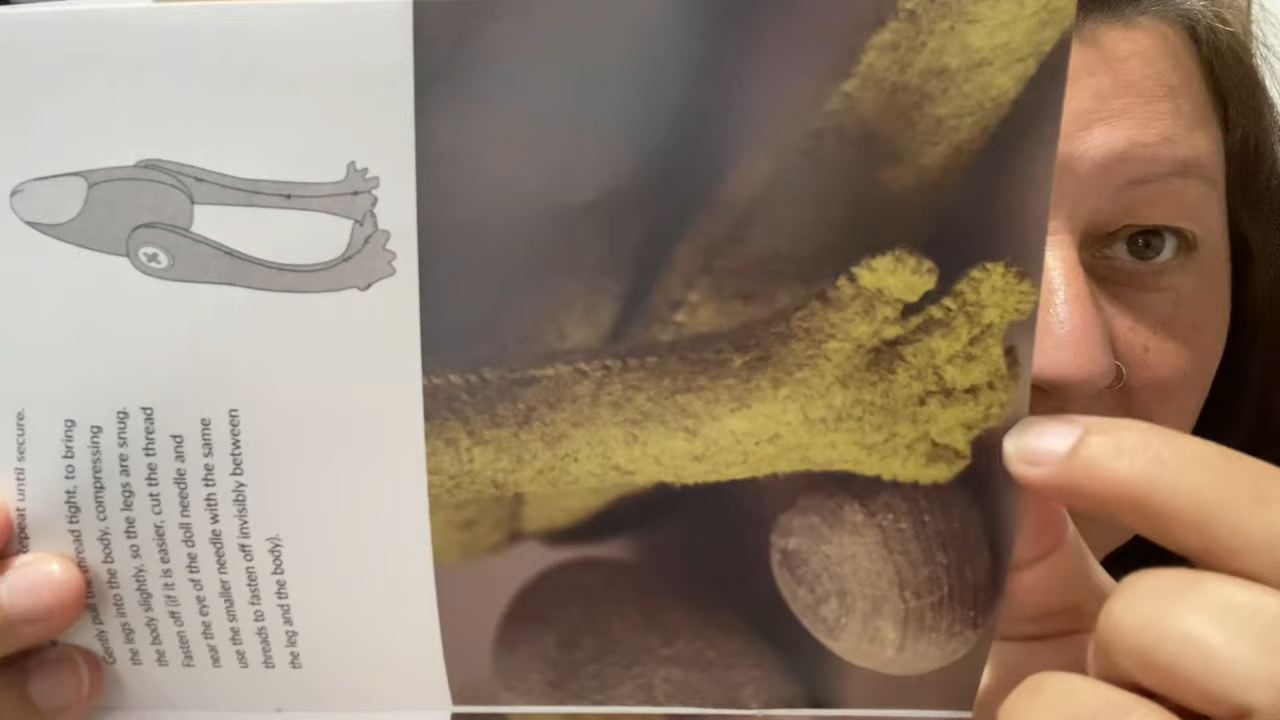 repeat until secure.
Gently pull the thread tight, to bring
the legs into the body, compressing
the body slightly, so the legs are snug.
Fasten off (if it is easier, cut the thread
near the eye of the doll needle and
use the smaller needle with the same
threads to fasten off invisibly between
the leg and the body).